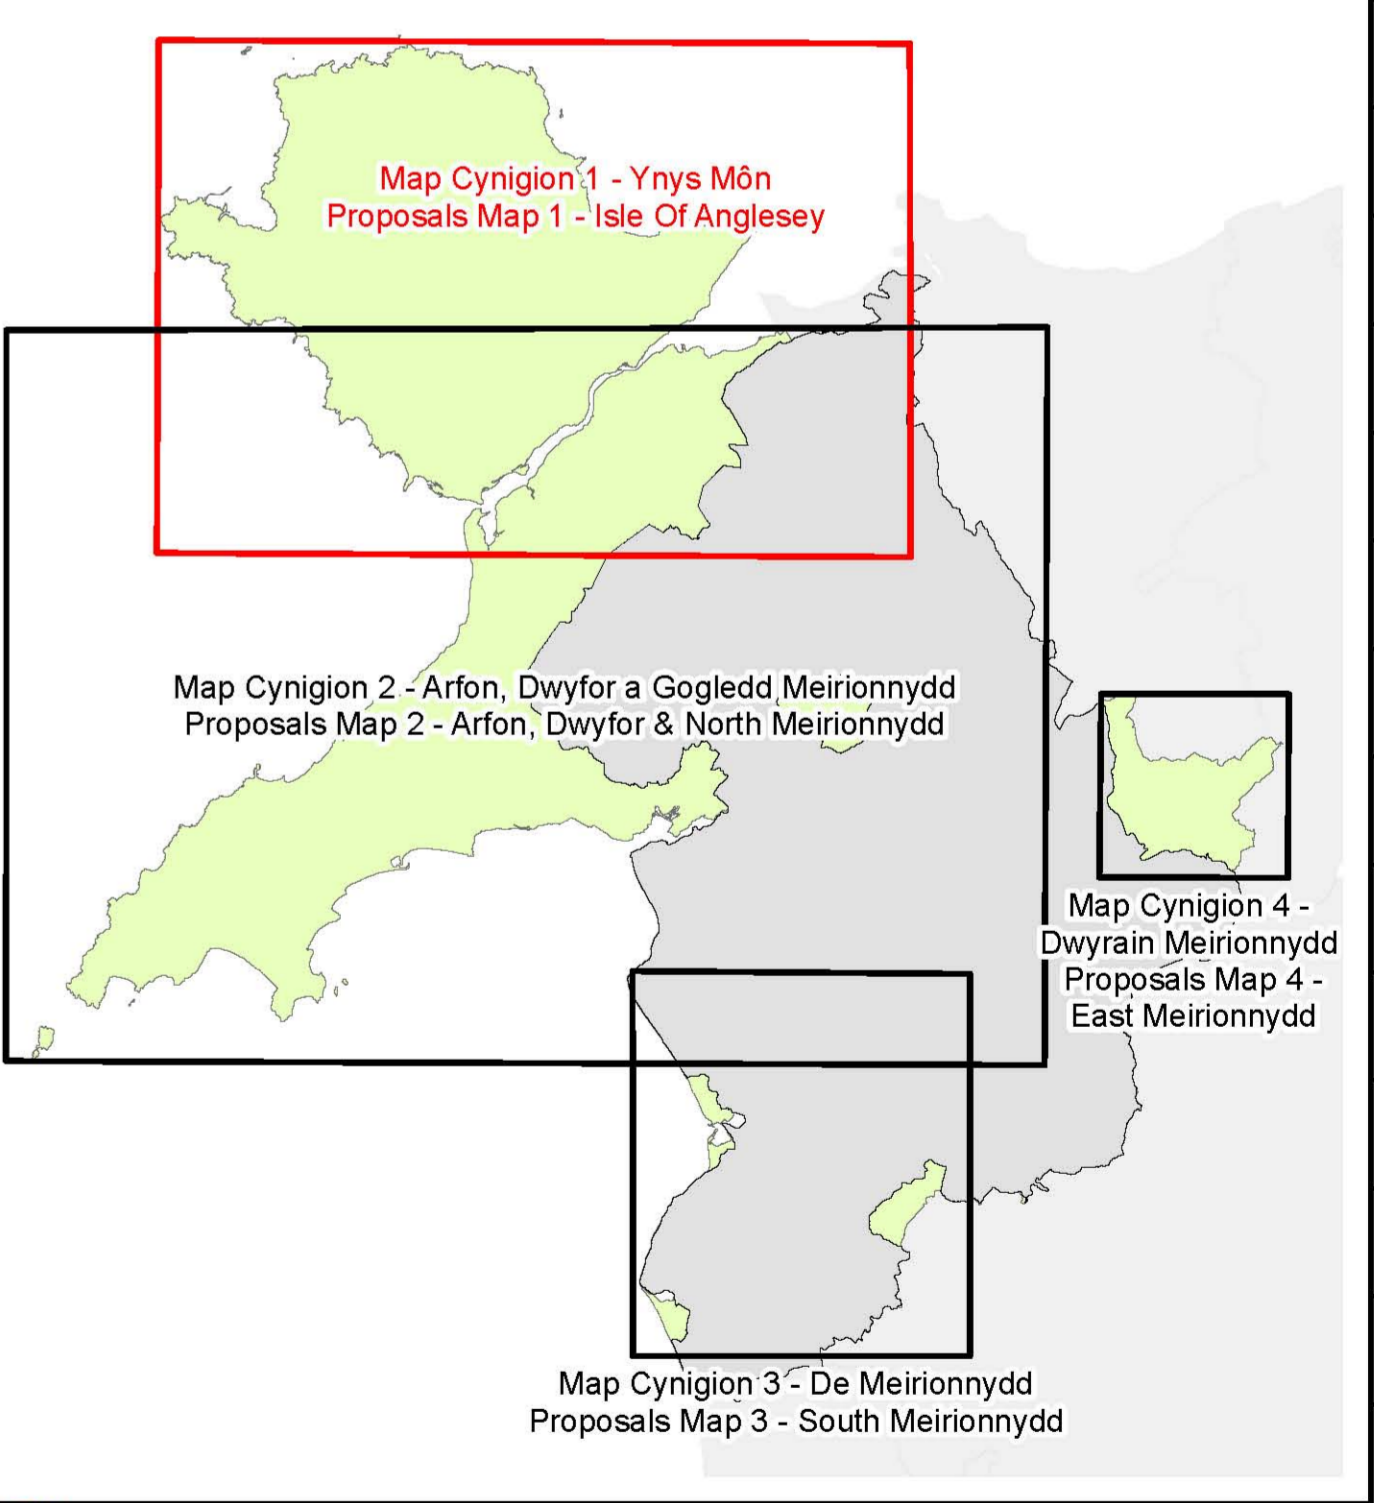 Map Cynigion 1 - Ynys Môn
Proposals Map 1 - Isle Of Anglesey
Map Cynigion 2 - Arfon, Dwyfor a Gogledd Meirionnydd
Proposals Map 2 - Arfon, Dwyfor & North Meirionnydd
Map Cynigion 4 -
Dwyrain Meirionnydd
Proposals Map 4 -
East Meirionnydd
Map Cynigion 3 - De Meirionnydd
Proposals Map 3 - South Meirionnydd